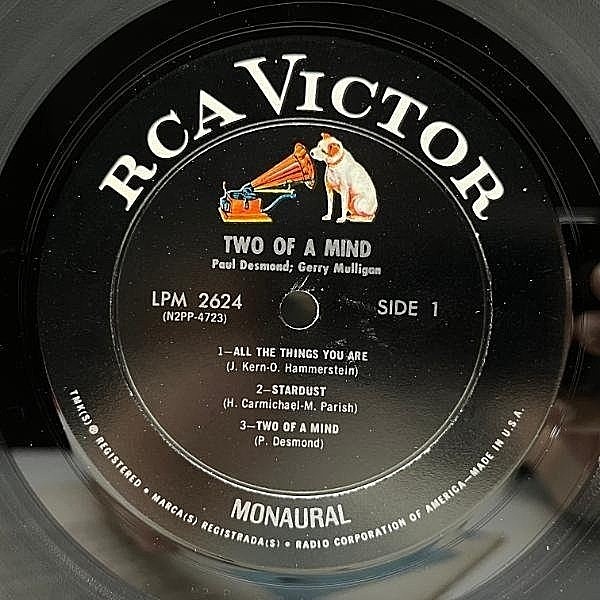 RCA VICTOR
TWO OF A MIND
Paul Desmond; Gerry Mulligan
LPM 2624
(N2PP-4723)
SIDE 1
1—ALL THE THINGS YOU ARE
(J. Kern-O. Hammerstein)
2—STARDUST
(H. Carmichael-M. Parish)
3—TWO OF A MIND
(P. Desmond)
MONAURAL
TMK(S) ® REGISTERED • MARCA(S) REGISTRADA(S) • RADIO CORPORATION OF AMERICA—MADE IN U.S.A.